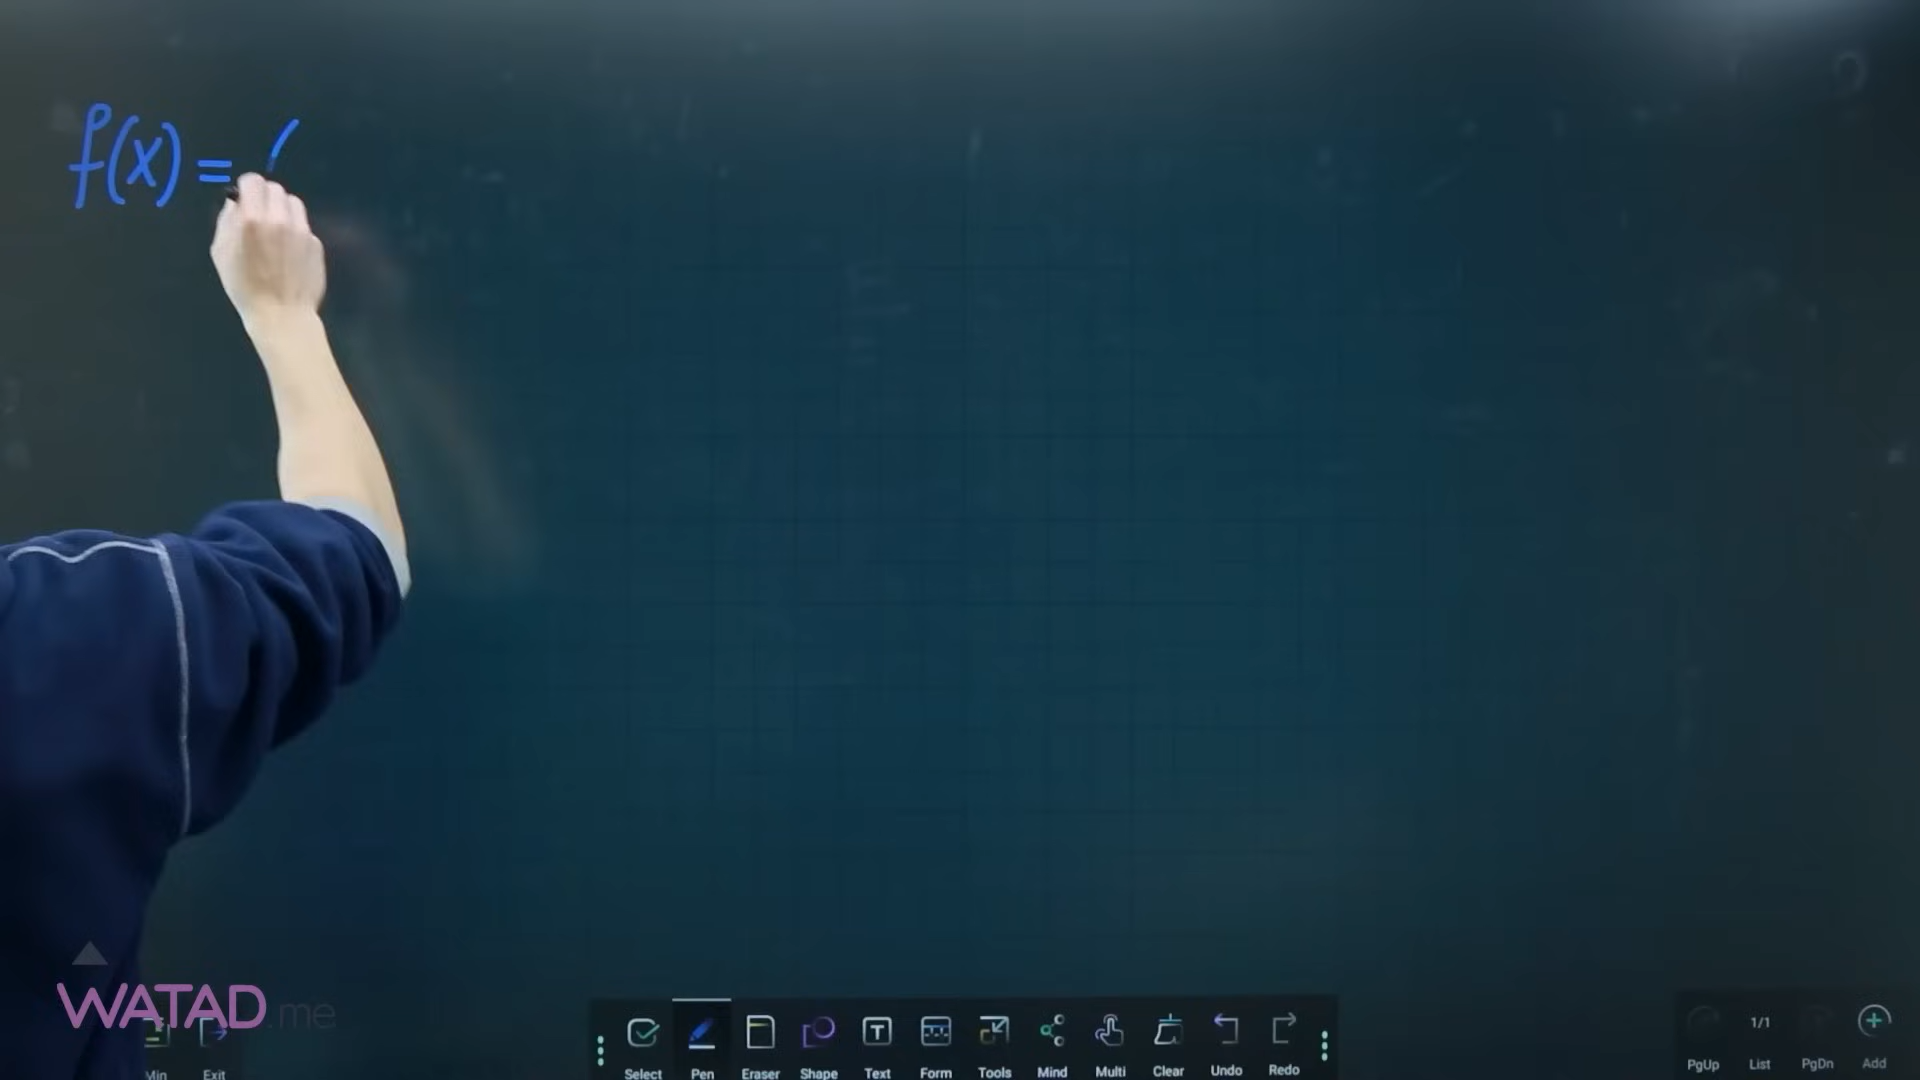 f(x) = (
WATAD.me
Min Exit Select Pen Eraser Shape Text Form Tools Mind Multi Clear Undo Redo PgUp 1/1 List PgDn Add